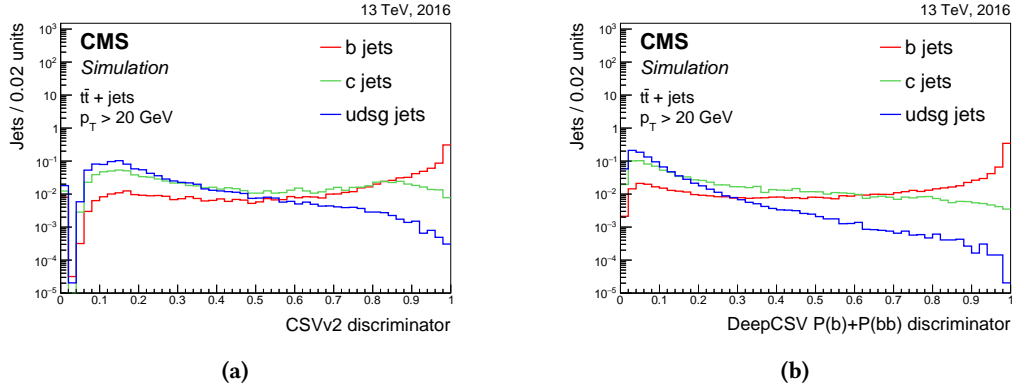 13 TeV, 2016
Jets / 0.02 units
10³
10²
10
1
10⁻¹
10⁻²
10⁻³
10⁻⁴
10⁻⁵
CMS
Simulation
tt̄ + jets
p_T > 20 GeV
b jets
c jets
udsg jets
0 0.1 0.2 0.3 0.4 0.5 0.6 0.7 0.8 0.9 1
CSVv2 discriminator
(a)
13 TeV, 2016
Jets / 0.02 units
10³
10²
10
1
10⁻¹
10⁻²
10⁻³
10⁻⁴
10⁻⁵
CMS
Simulation
tt̄ + jets
p_T > 20 GeV
b jets
c jets
udsg jets
0 0.1 0.2 0.3 0.4 0.5 0.6 0.7 0.8 0.9 1
DeepCSV P(b)+P(bb) discriminator
(b)